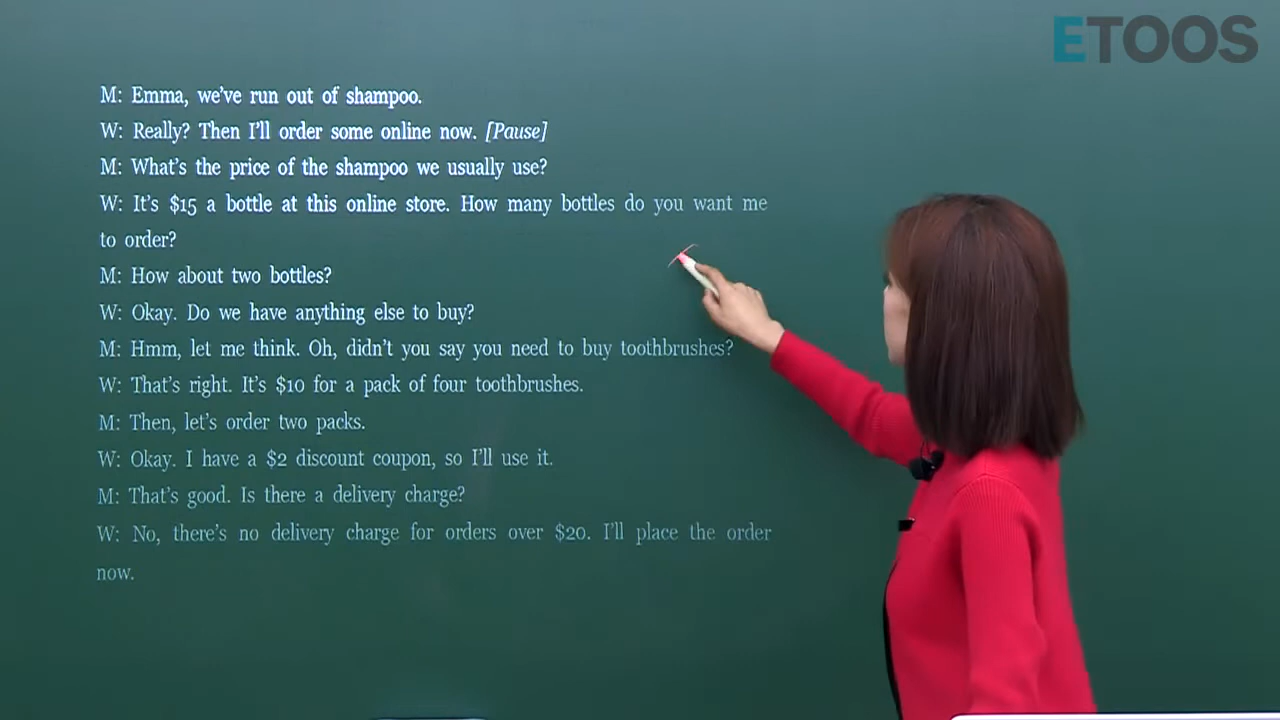 ETOOS
M: Emma, we've run out of shampoo.
W: Really? Then I'll order some online now. [Pause]
M: What's the price of the shampoo we usually use?
W: It's $15 a bottle at this online store. How many bottles do you want me
to order?
M: How about two bottles?
W: Okay. Do we have anything else to buy?
M: Hmm, let me think. Oh, didn't you say you need to buy toothbrushes?
W: That's right. It's $10 for a pack of four toothbrushes.
M: Then, let's order two packs.
W: Okay. I have a $2 discount coupon, so I'll use it.
M: That's good. Is there a delivery charge?
W: No, there's no delivery charge for orders over $20. I'll place the order
now.